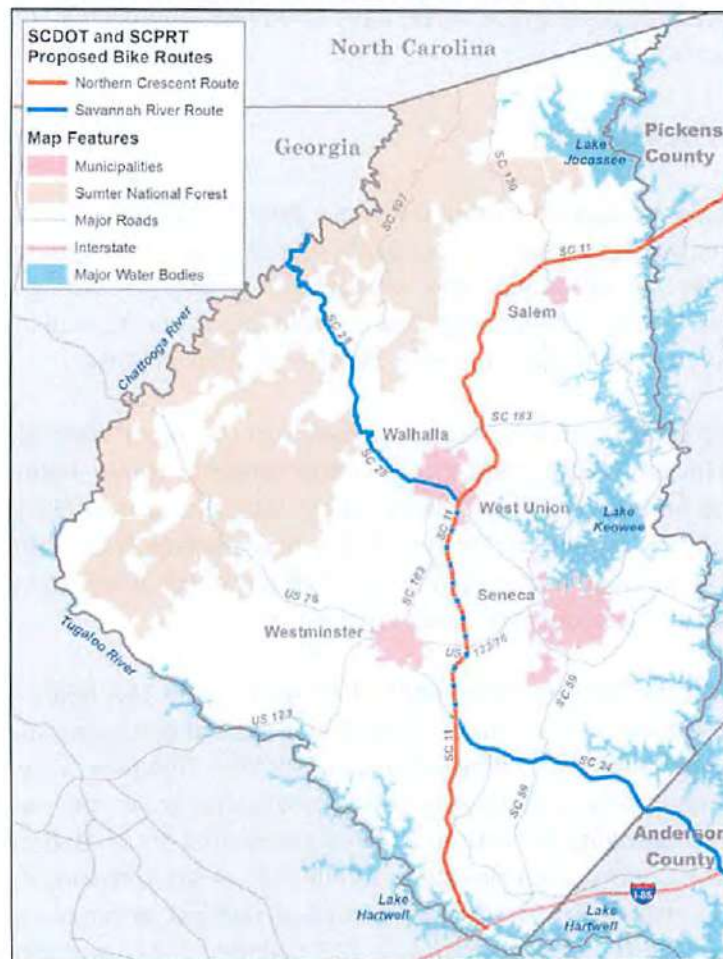 SCDOT and SCPRT
Proposed Bike Routes
Northern Crescent Route
Savannah River Route
Map Features
Municipalities
Sumter National Forest
Major Roads
Interstate
Major Water Bodies
North Carolina
Georgia
Lake
Jocassee
Pickens
County
SC 107
SC 130
SC 11
Salem
Chattooga River
SC 28
SC 183
Walhalla
SC 28
West Union
SC 11
Lake
Keowee
SC 183
US 76
Seneca
Westminster
US 123/76
Tugaloo River
SC 59
US 123
SC 11
SC 24
SC 59
Anderson
County
I-85
Lake
Hartwell
Lake
Hartwell